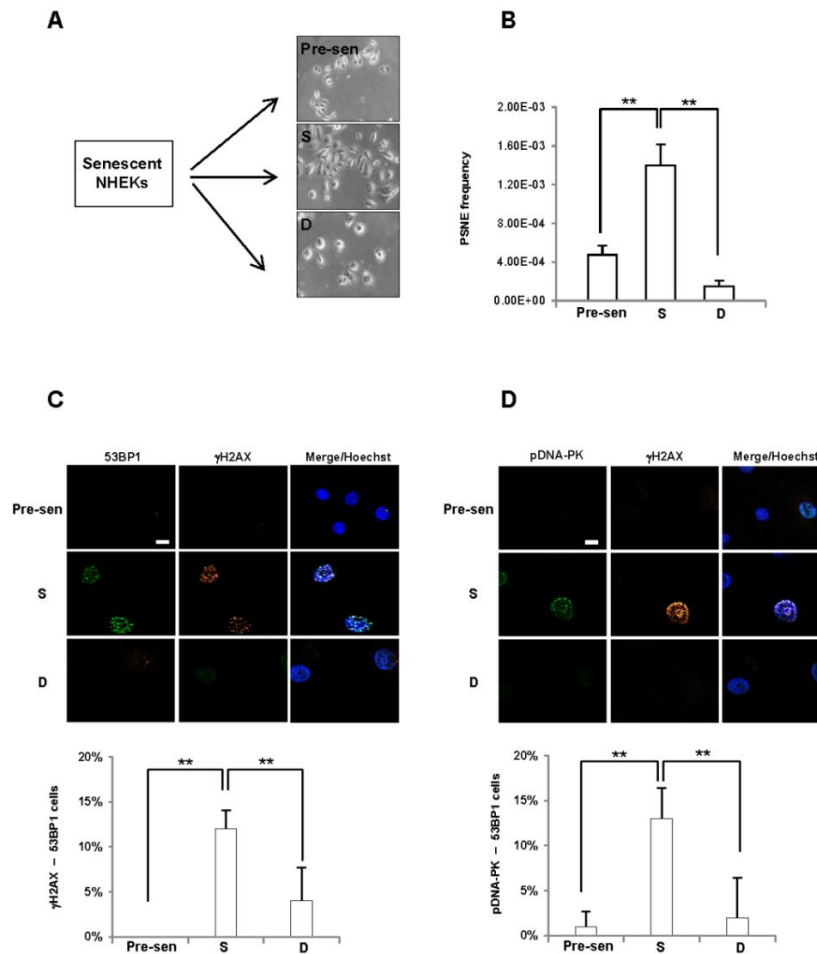 A
Pre-sen
S
D
Senescent
NHEKs
B
PSNE frequency
2.00E-03
1.60E-03
1.20E-03
8.00E-04
4.00E-04
0.00E+00
** **
Pre-sen S D
C
53BP1 γH2AX Merge/Hoechst
Pre-sen
S
D
γH2AX – 53BP1 cells
20%
15%
10%
5%
0%
** **
Pre-sen S D
D
pDNA-PK γH2AX Merge/Hoechst
Pre-sen
S
D
pDNA-PK – 53BP1 cells
20%
15%
10%
5%
0%
** **
Pre-sen S D